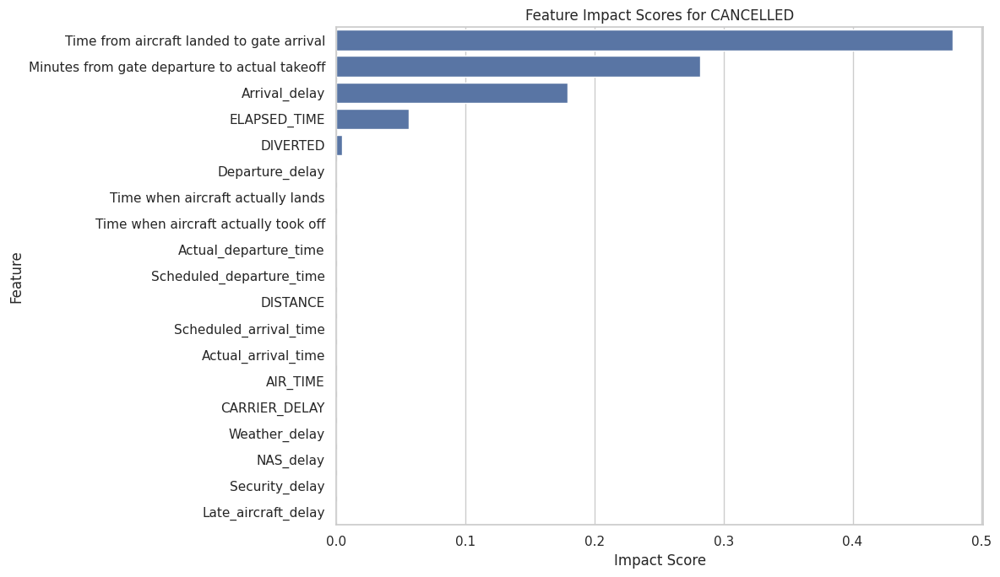 Feature Impact Scores for CANCELLED
Time from aircraft landed to gate arrival
Minutes from gate departure to actual takeoff
Arrival_delay
ELAPSED_TIME
DIVERTED
Departure_delay
Time when aircraft actually lands
Time when aircraft actually took off
Actual_departure_time
Scheduled_departure_time
DISTANCE
Scheduled_arrival_time
Actual_arrival_time
AIR_TIME
CARRIER_DELAY
Weather_delay
NAS_delay
Security_delay
Late_aircraft_delay
Feature
0.0 0.1 0.2 0.3 0.4 0.5
Impact Score